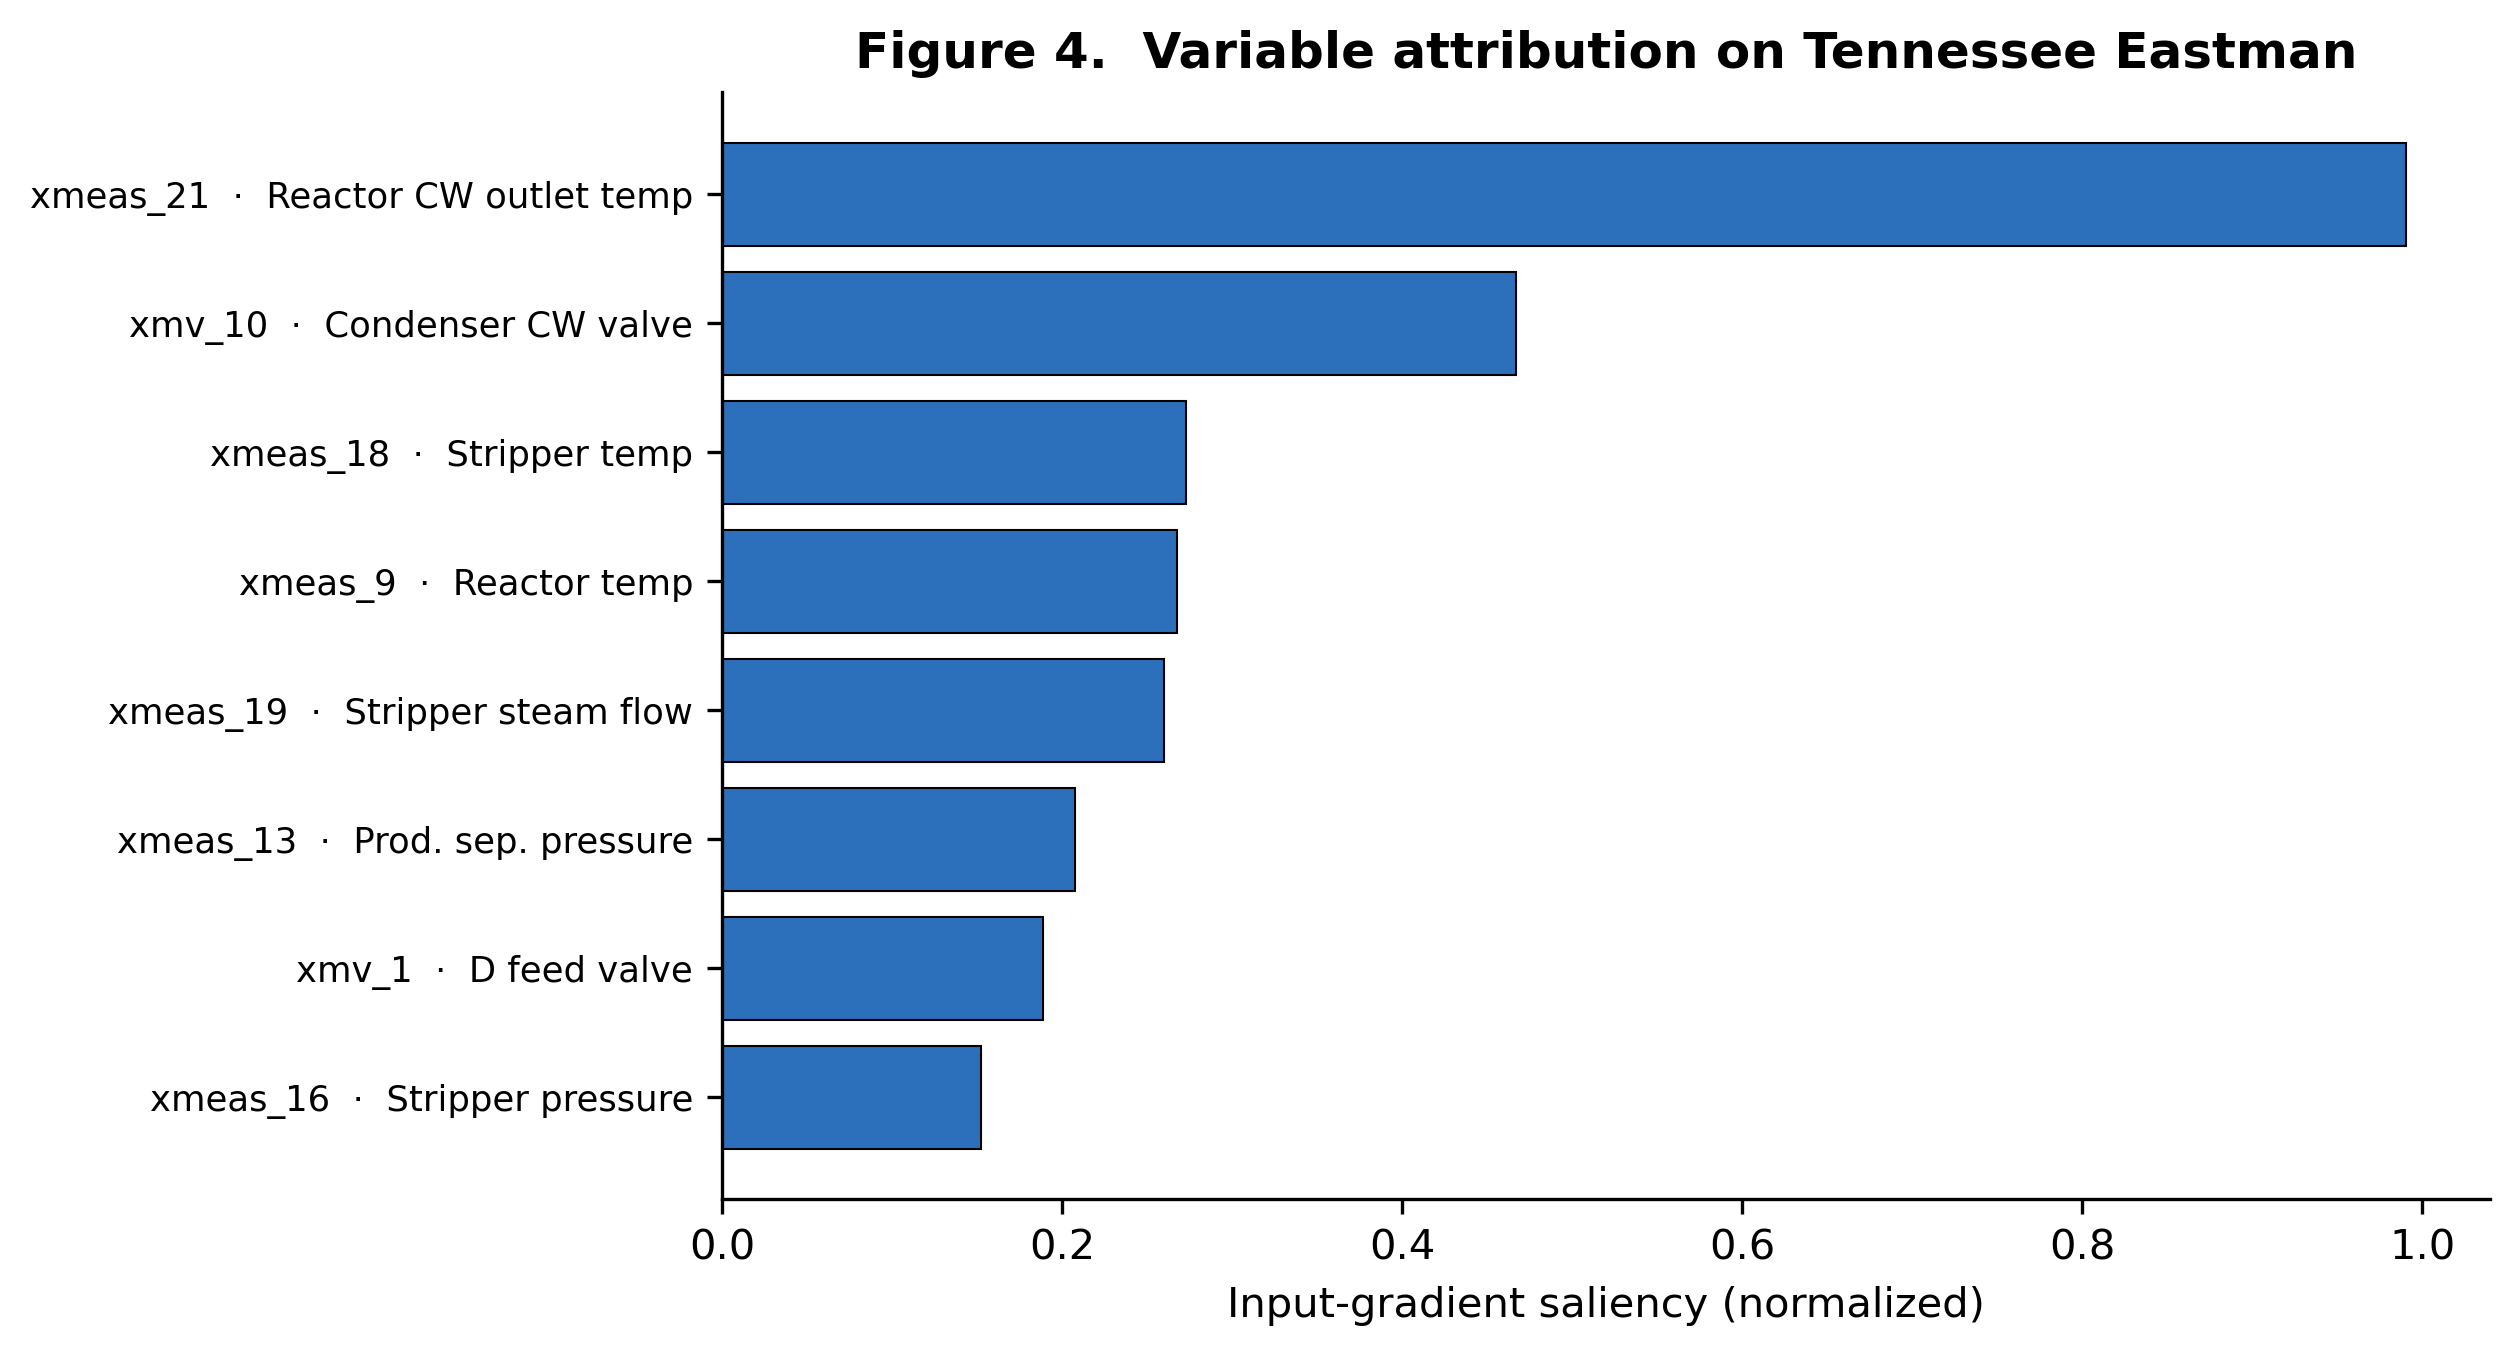 Figure 4.  Variable attribution on Tennessee Eastman
xmeas_21  ·  Reactor CW outlet temp
xmv_10  ·  Condenser CW valve
xmeas_18  ·  Stripper temp
xmeas_9  ·  Reactor temp
xmeas_19  ·  Stripper steam flow
xmeas_13  ·  Prod. sep. pressure
xmv_1  ·  D feed valve
xmeas_16  ·  Stripper pressure
0.0 0.2 0.4 0.6 0.8 1.0
Input-gradient saliency (normalized)